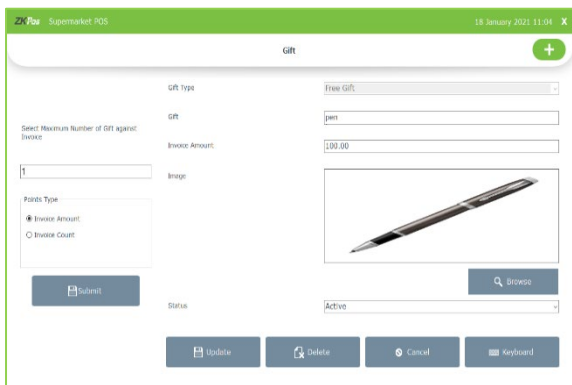 ZKPos Supermarket POS 18 January 2021 11:04 X
Gift +
Gift Type Free Gift
Gift pen
Select Maximum Number of Gift against
Invoice
Invoice Amount 100.00
1
Image
Points Type
Invoice Amount
Invoice Count
Browse
Submit
Status Active
Update Delete Cancel Keyboard